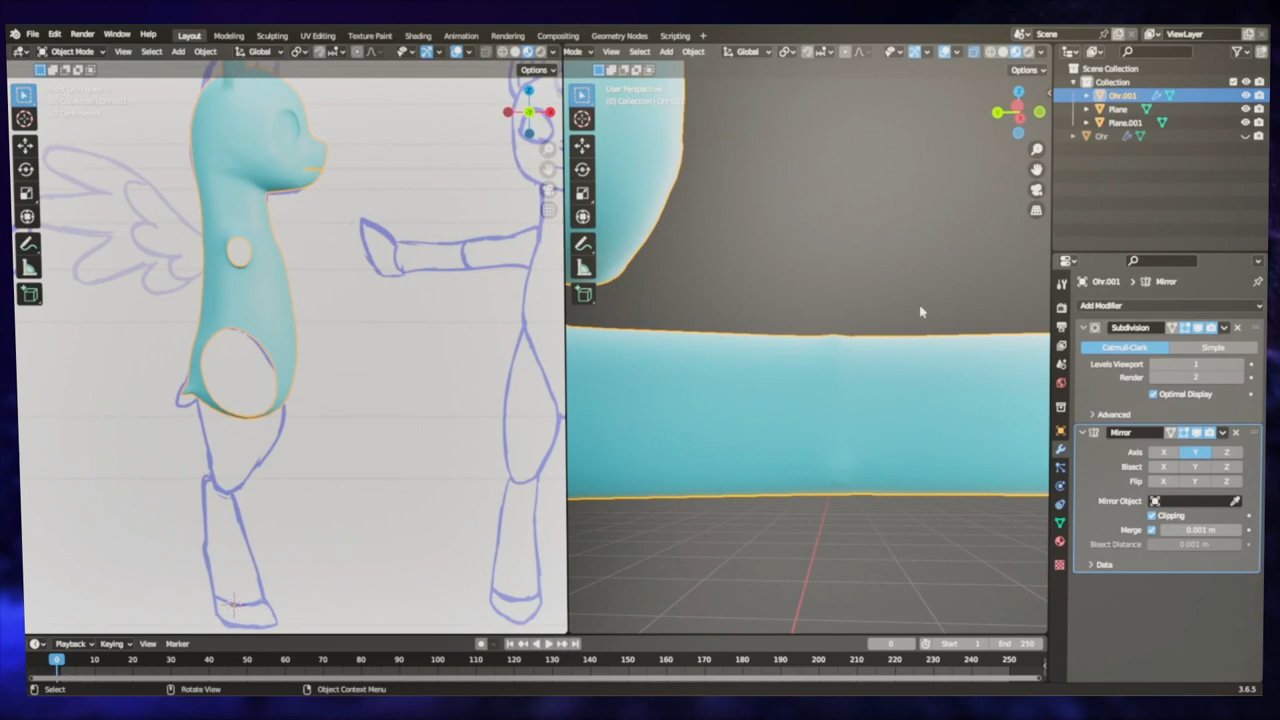 File Edit Render Window Help Layout Modeling Sculpting UV Editing Texture Paint Shading Animation Rendering Compositing Geometry Nodes Scripting + Scene ViewLayer
Object Mode View Select Add Object Global Mode View Select Add Object Global
Options Options
User Perspective
(0) Collection | Ohr.001
Scene Collection
Collection
Ohr.001
Plane
Plane.001
Ohr
Ohr.001 > Mirror
Add Modifier
Subdivision
Catmull-Clark Simple
Levels Viewport 1
Render 2
Optimal Display
Advanced
Mirror
Axis X Y Z
Bisect X Y Z
Flip X Y Z
Mirror Object
Clipping
Merge 0.001 m
Bisect Distance 0.001 m
Data
Playback Keying View Marker 0 Start 1 End 250
0 10 20 30 40 50 60 70 80 90 100 110 120 130 140 150 160 170 180 190 200 210 220 230 240 250
Select Rotate View Object Context Menu 3.6.5